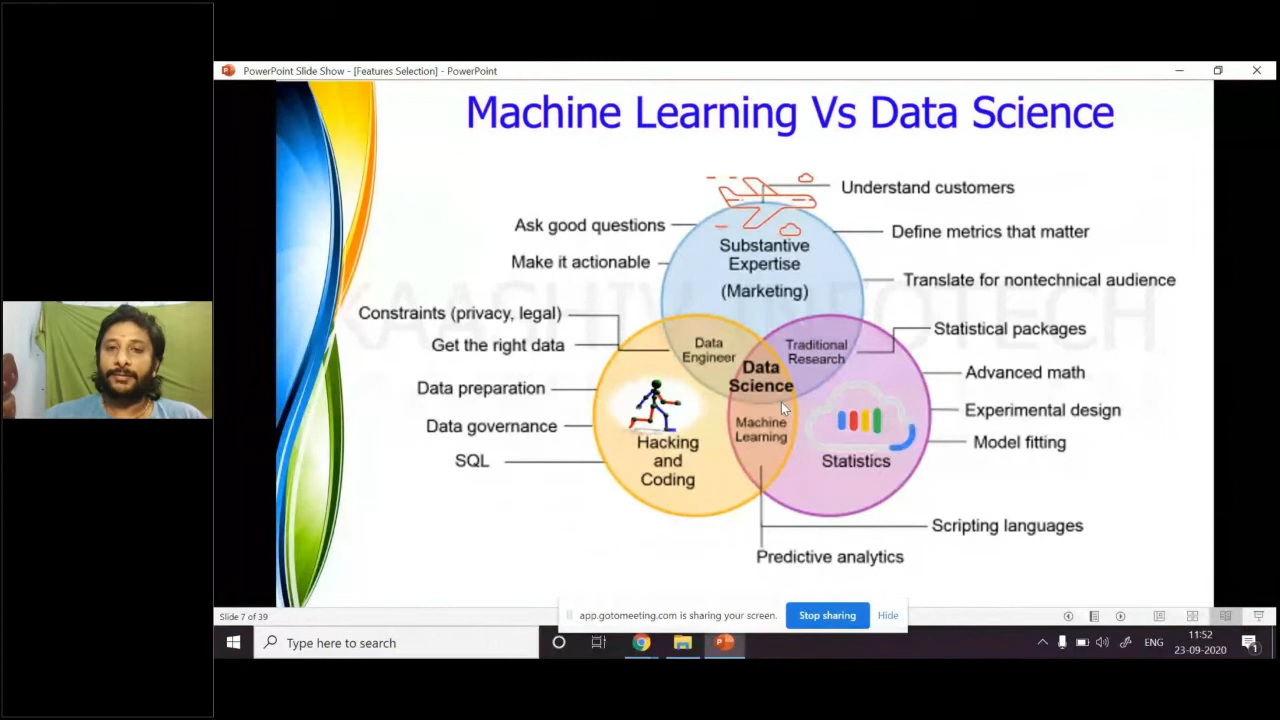 PowerPoint Slide Show - [Features Selection] - PowerPoint
Machine Learning Vs Data Science
Understand customers
Ask good questions
Define metrics that matter
Substantive
Expertise
(Marketing)
Make it actionable
Translate for nontechnical audience
KAASHIV INFOTECH
Constraints (privacy, legal)
Statistical packages
Get the right data
Data
Engineer
Traditional
Research
Data
Science
Advanced math
Data preparation
Experimental design
Data governance
Machine
Learning
Model fitting
Hacking
and
Coding
Statistics
SQL
Scripting languages
Predictive analytics
app.gotomeeting.com is sharing your screen.
Stop sharing
Hide
Slide 7 of 39
Type here to search
ENG
11:52
23-09-2020
1